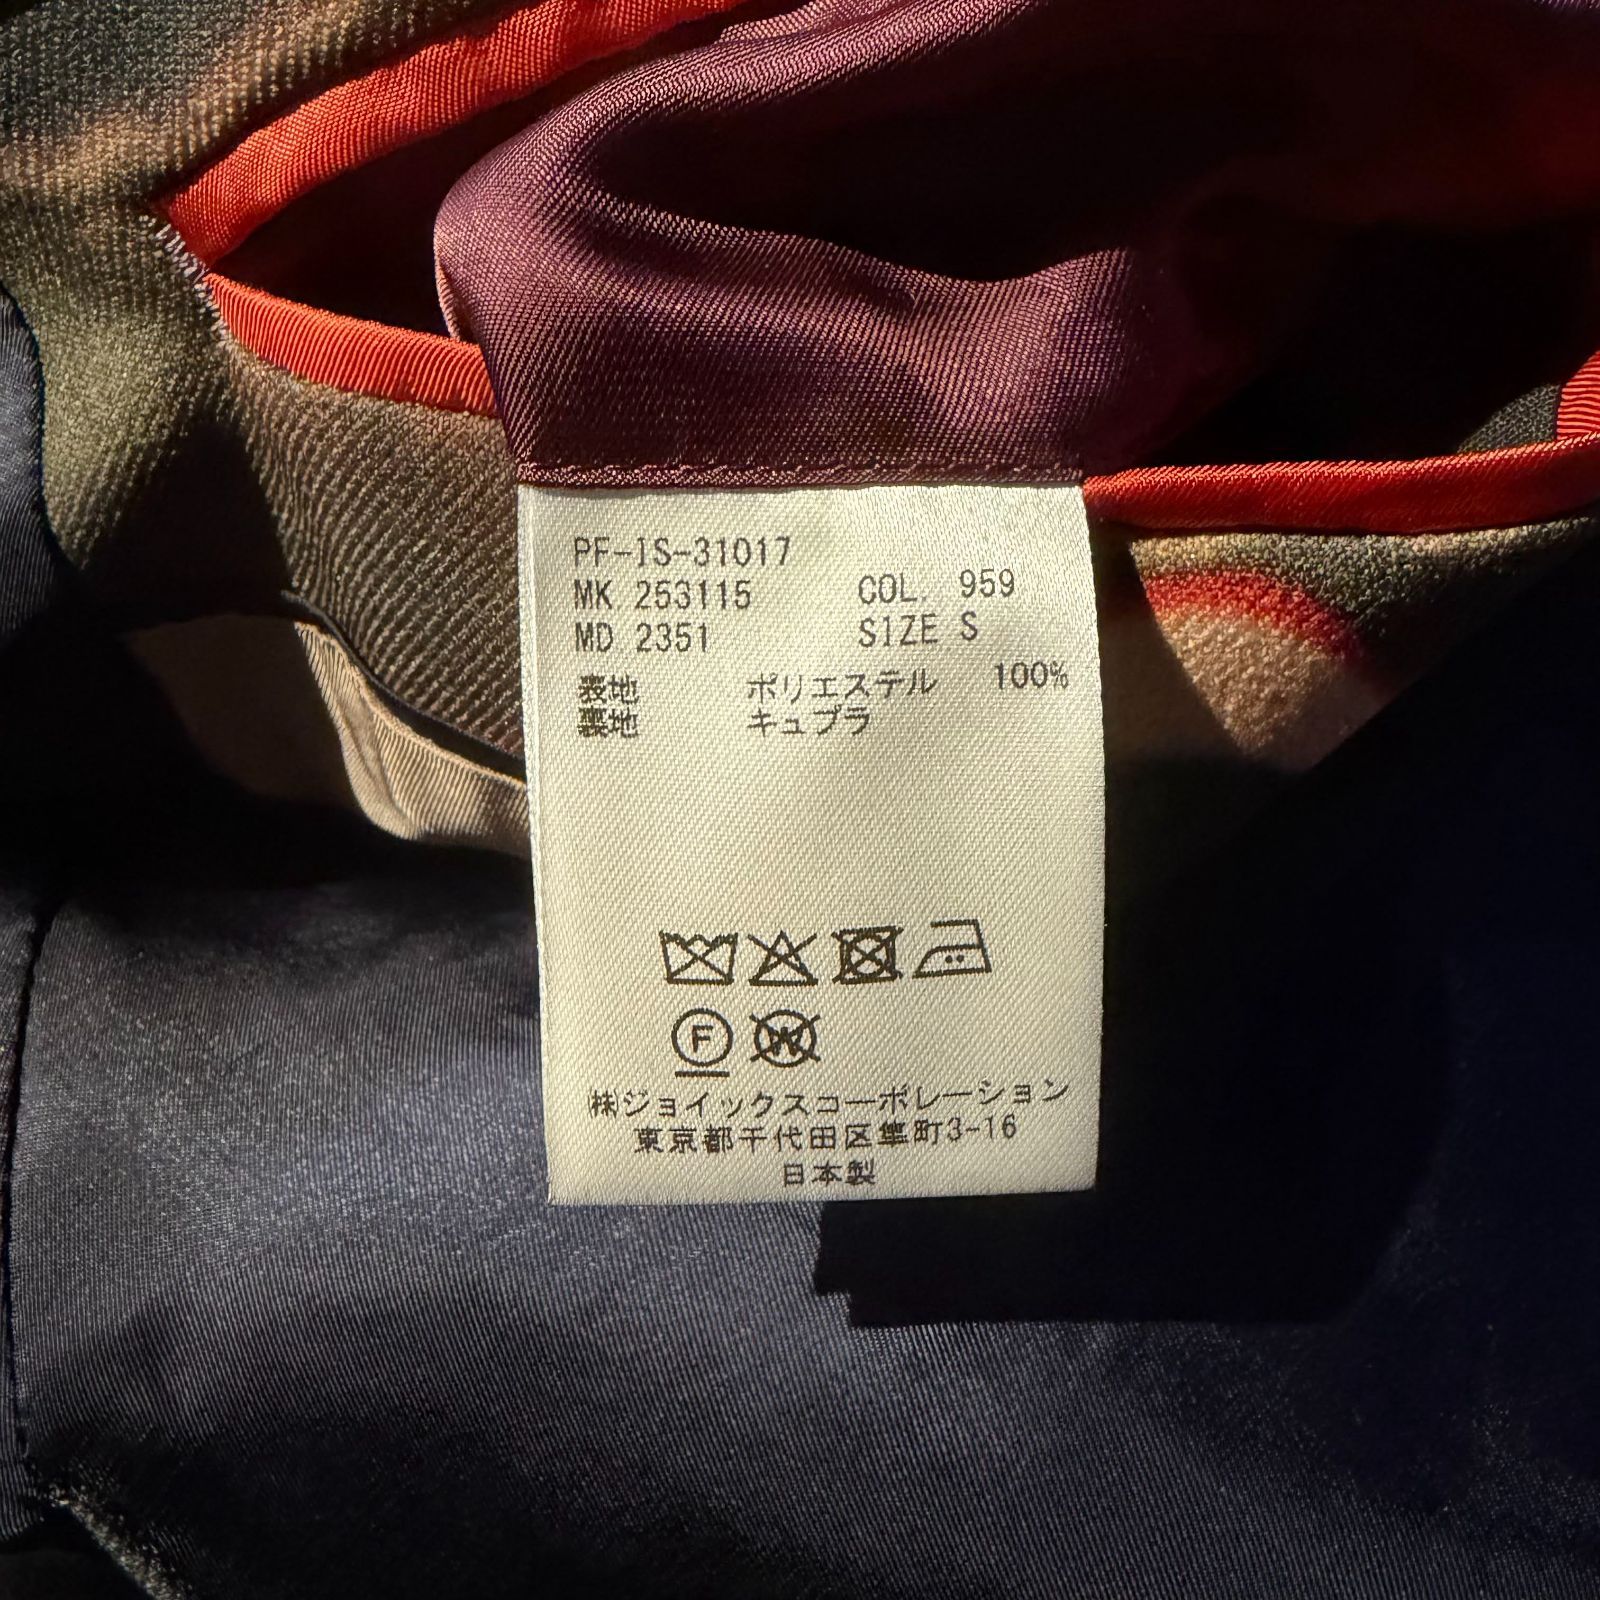 PF-IS-31017
MK 253115 COL. 959
MD 2351 SIZE S
表地 ポリエステル 100%
裏地 キュプラ
F
W
㈱ジョイックスコーポレーション
東京都千代田区隼町3-16
日本製